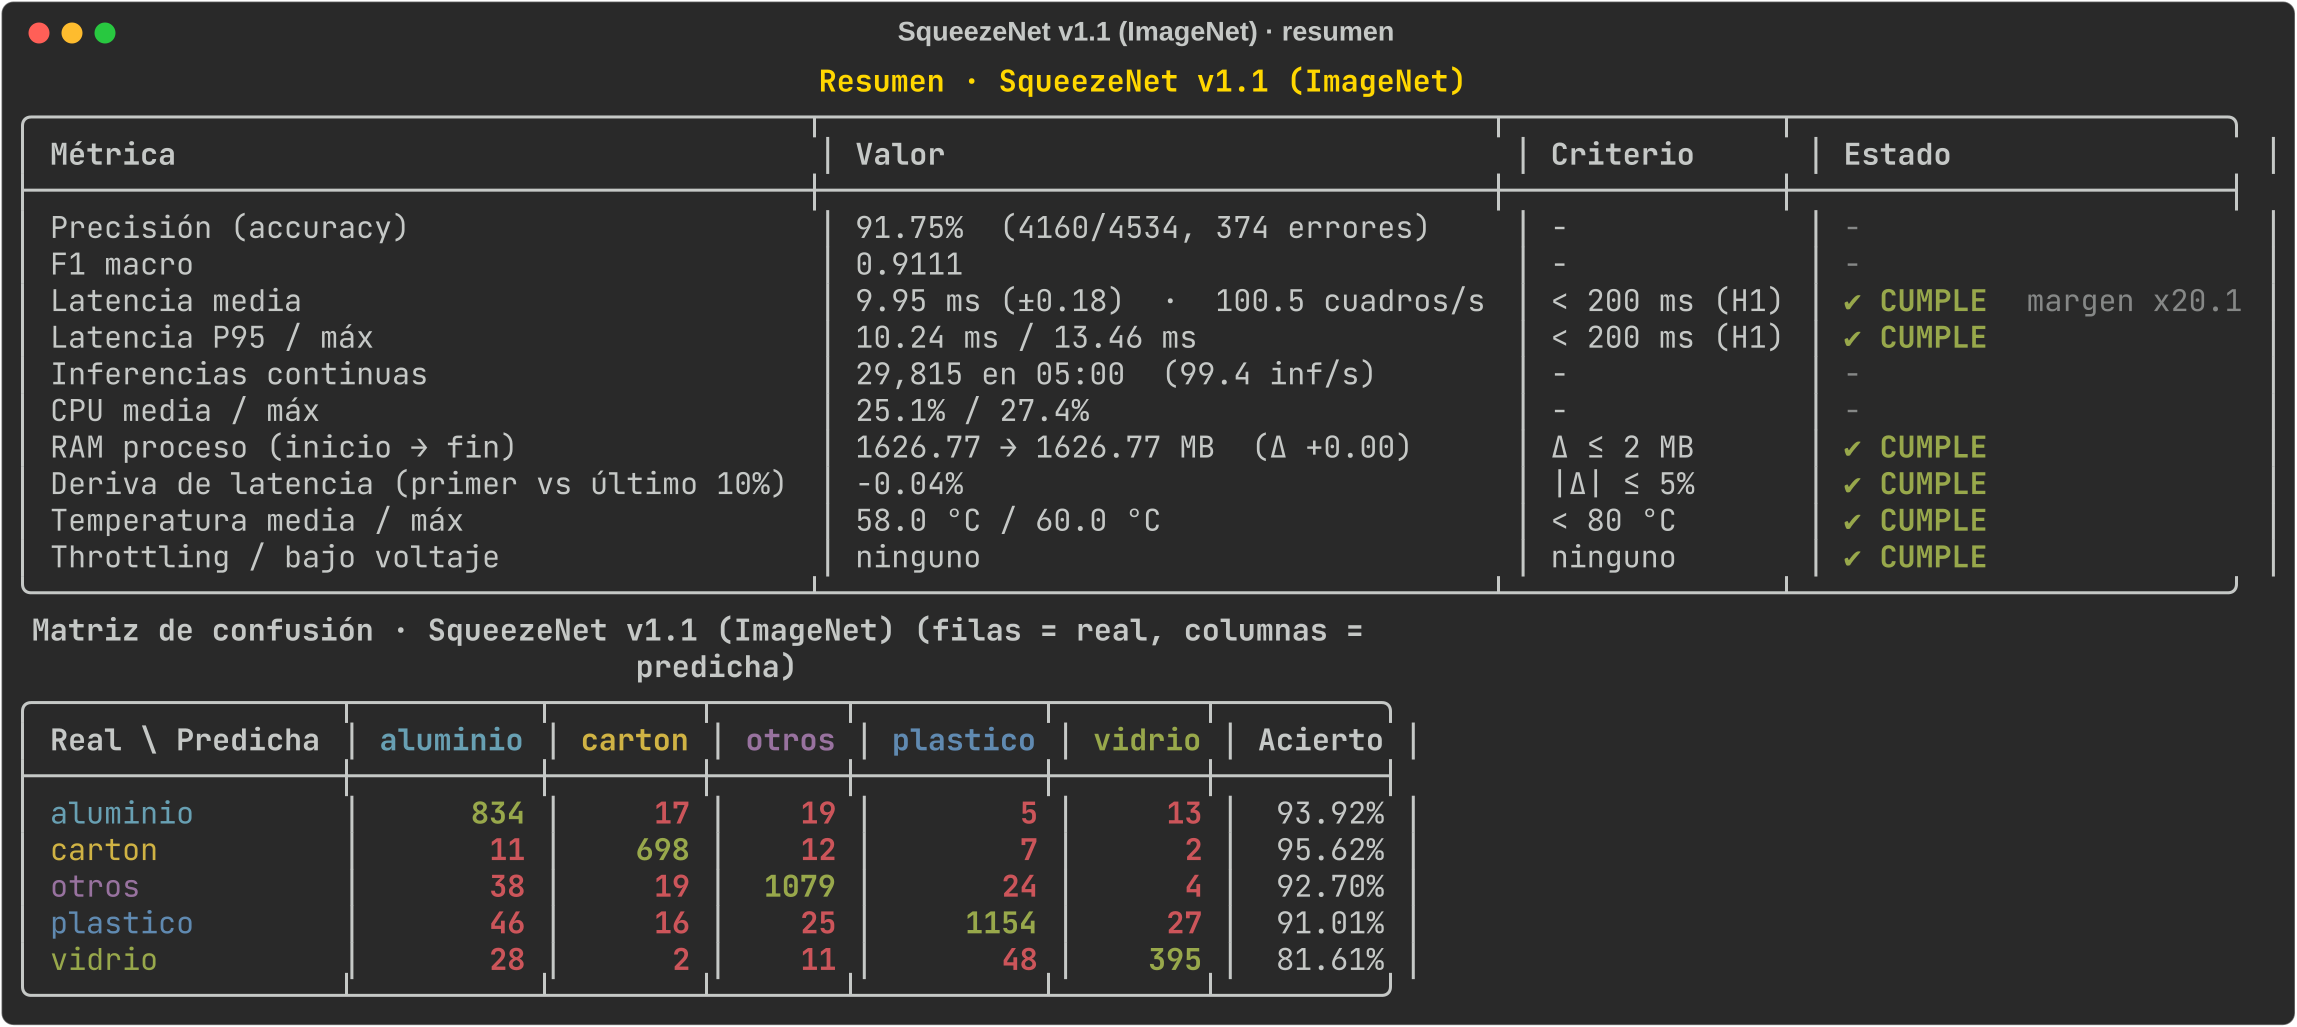 SqueezeNet v1.1 (ImageNet) · resumen
Resumen · SqueezeNet v1.1 (ImageNet)
Métrica Valor Criterio Estado
Precisión (accuracy) 91.75% (4160/4534, 374 errores) - -
F1 macro 0.9111 - -
Latencia media 9.95 ms (±0.18) · 100.5 cuadros/s < 200 ms (H1) ✔ CUMPLE margen x20.1
Latencia P95 / máx 10.24 ms / 13.46 ms < 200 ms (H1) ✔ CUMPLE
Inferencias continuas 29,815 en 05:00 (99.4 inf/s) - -
CPU media / máx 25.1% / 27.4% - -
RAM proceso (inicio → fin) 1626.77 → 1626.77 MB (Δ +0.00) Δ ≤ 2 MB ✔ CUMPLE
Deriva de latencia (primer vs último 10%) -0.04% |Δ| ≤ 5% ✔ CUMPLE
Temperatura media / máx 58.0 °C / 60.0 °C < 80 °C ✔ CUMPLE
Throttling / bajo voltaje ninguno ninguno ✔ CUMPLE
Matriz de confusión · SqueezeNet v1.1 (ImageNet) (filas = real, columnas =
predicha)
Real \ Predicha aluminio carton otros plastico vidrio Acierto
aluminio 834 17 19 5 13 93.92%
carton 11 698 12 7 2 95.62%
otros 38 19 1079 24 4 92.70%
plastico 46 16 25 1154 27 91.01%
vidrio 28 2 11 48 395 81.61%